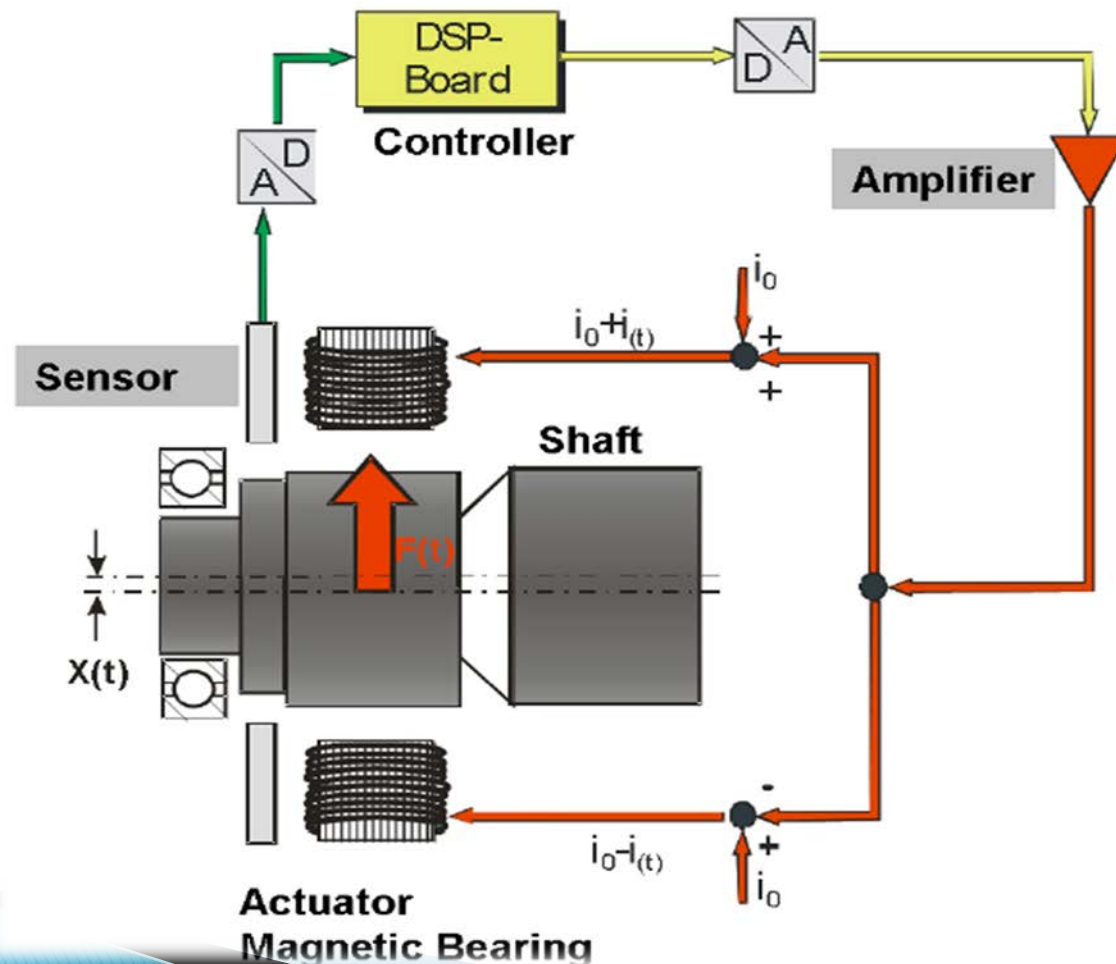 DSP-
Board
Controller
A
D
D
A
Amplifier
i0
+
+
i0+i(t)
Sensor
Shaft
F(t)
X(t)
-
+
i0-i(t)
i0
Actuator
Magnetic Bearing